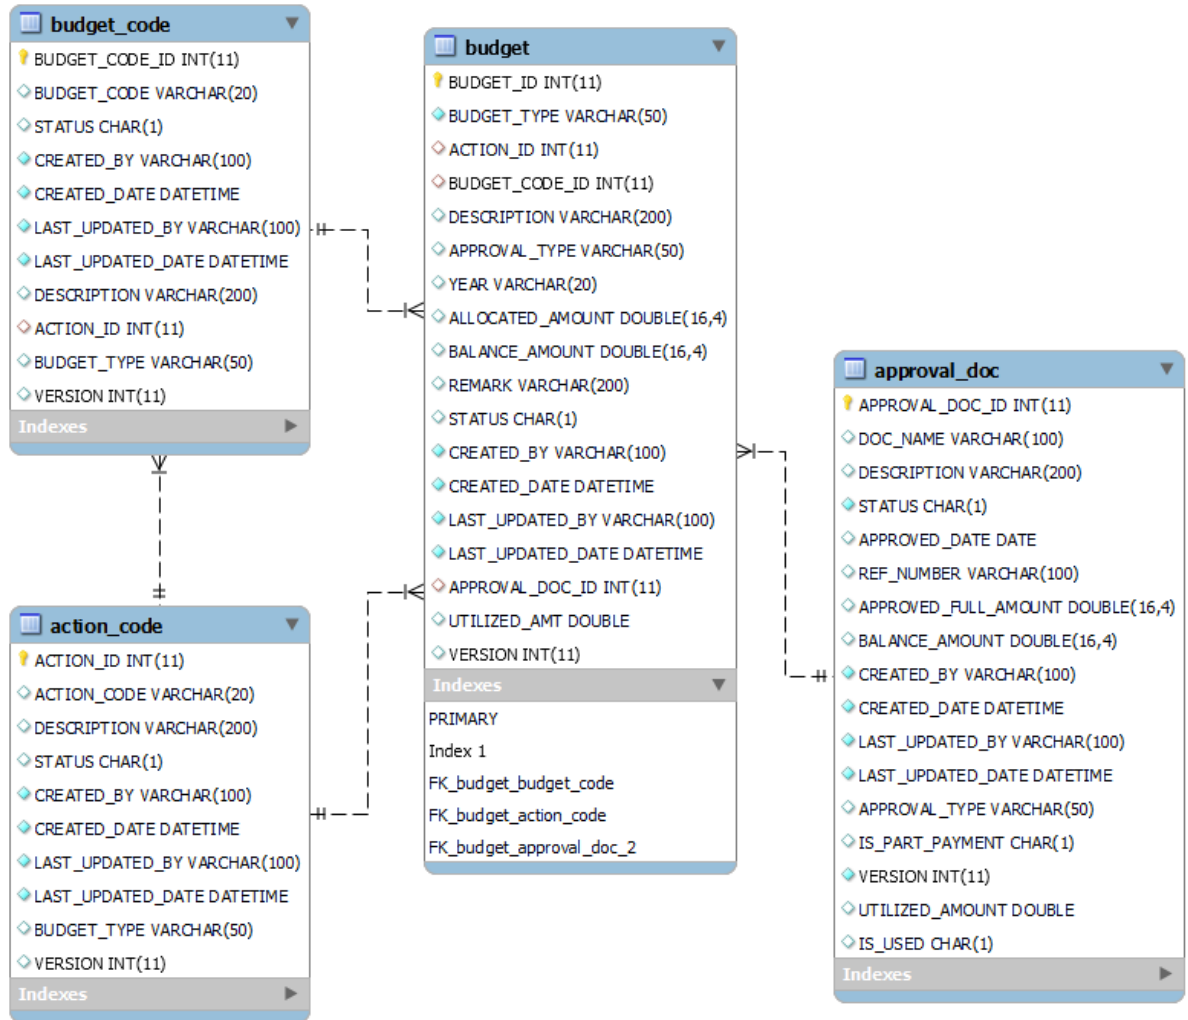 budget_code
BUDGET_CODE_ID INT(11)
BUDGET_CODE VARCHAR(20)
STATUS CHAR(1)
CREATED_BY VARCHAR(100)
CREATED_DATE DATETIME
LAST_UPDATED_BY VARCHAR(100)
LAST_UPDATED_DATE DATETIME
DESCRIPTION VARCHAR(200)
ACTION_ID INT(11)
BUDGET_TYPE VARCHAR(50)
VERSION INT(11)
Indexes
action_code
ACTION_ID INT(11)
ACTION_CODE VARCHAR(20)
DESCRIPTION VARCHAR(200)
STATUS CHAR(1)
CREATED_BY VARCHAR(100)
CREATED_DATE DATETIME
LAST_UPDATED_BY VARCHAR(100)
LAST_UPDATED_DATE DATETIME
BUDGET_TYPE VARCHAR(50)
VERSION INT(11)
Indexes
budget
BUDGET_ID INT(11)
BUDGET_TYPE VARCHAR(50)
ACTION_ID INT(11)
BUDGET_CODE_ID INT(11)
DESCRIPTION VARCHAR(200)
APPROVAL_TYPE VARCHAR(50)
YEAR VARCHAR(20)
ALLOCATED_AMOUNT DOUBLE(16,4)
BALANCE_AMOUNT DOUBLE(16,4)
REMARK VARCHAR(200)
STATUS CHAR(1)
CREATED_BY VARCHAR(100)
CREATED_DATE DATETIME
LAST_UPDATED_BY VARCHAR(100)
LAST_UPDATED_DATE DATETIME
APPROVAL_DOC_ID INT(11)
UTILIZED_AMT DOUBLE
VERSION INT(11)
Indexes
PRIMARY
Index 1
FK_budget_budget_code
FK_budget_action_code
FK_budget_approval_doc_2
approval_doc
APPROVAL_DOC_ID INT(11)
DOC_NAME VARCHAR(100)
DESCRIPTION VARCHAR(200)
STATUS CHAR(1)
APPROVED_DATE DATE
REF_NUMBER VARCHAR(100)
APPROVED_FULL_AMOUNT DOUBLE(16,4)
BALANCE_AMOUNT DOUBLE(16,4)
CREATED_BY VARCHAR(100)
CREATED_DATE DATETIME
LAST_UPDATED_BY VARCHAR(100)
LAST_UPDATED_DATE DATETIME
APPROVAL_TYPE VARCHAR(50)
IS_PART_PAYMENT CHAR(1)
VERSION INT(11)
UTILIZED_AMOUNT DOUBLE
IS_USED CHAR(1)
Indexes